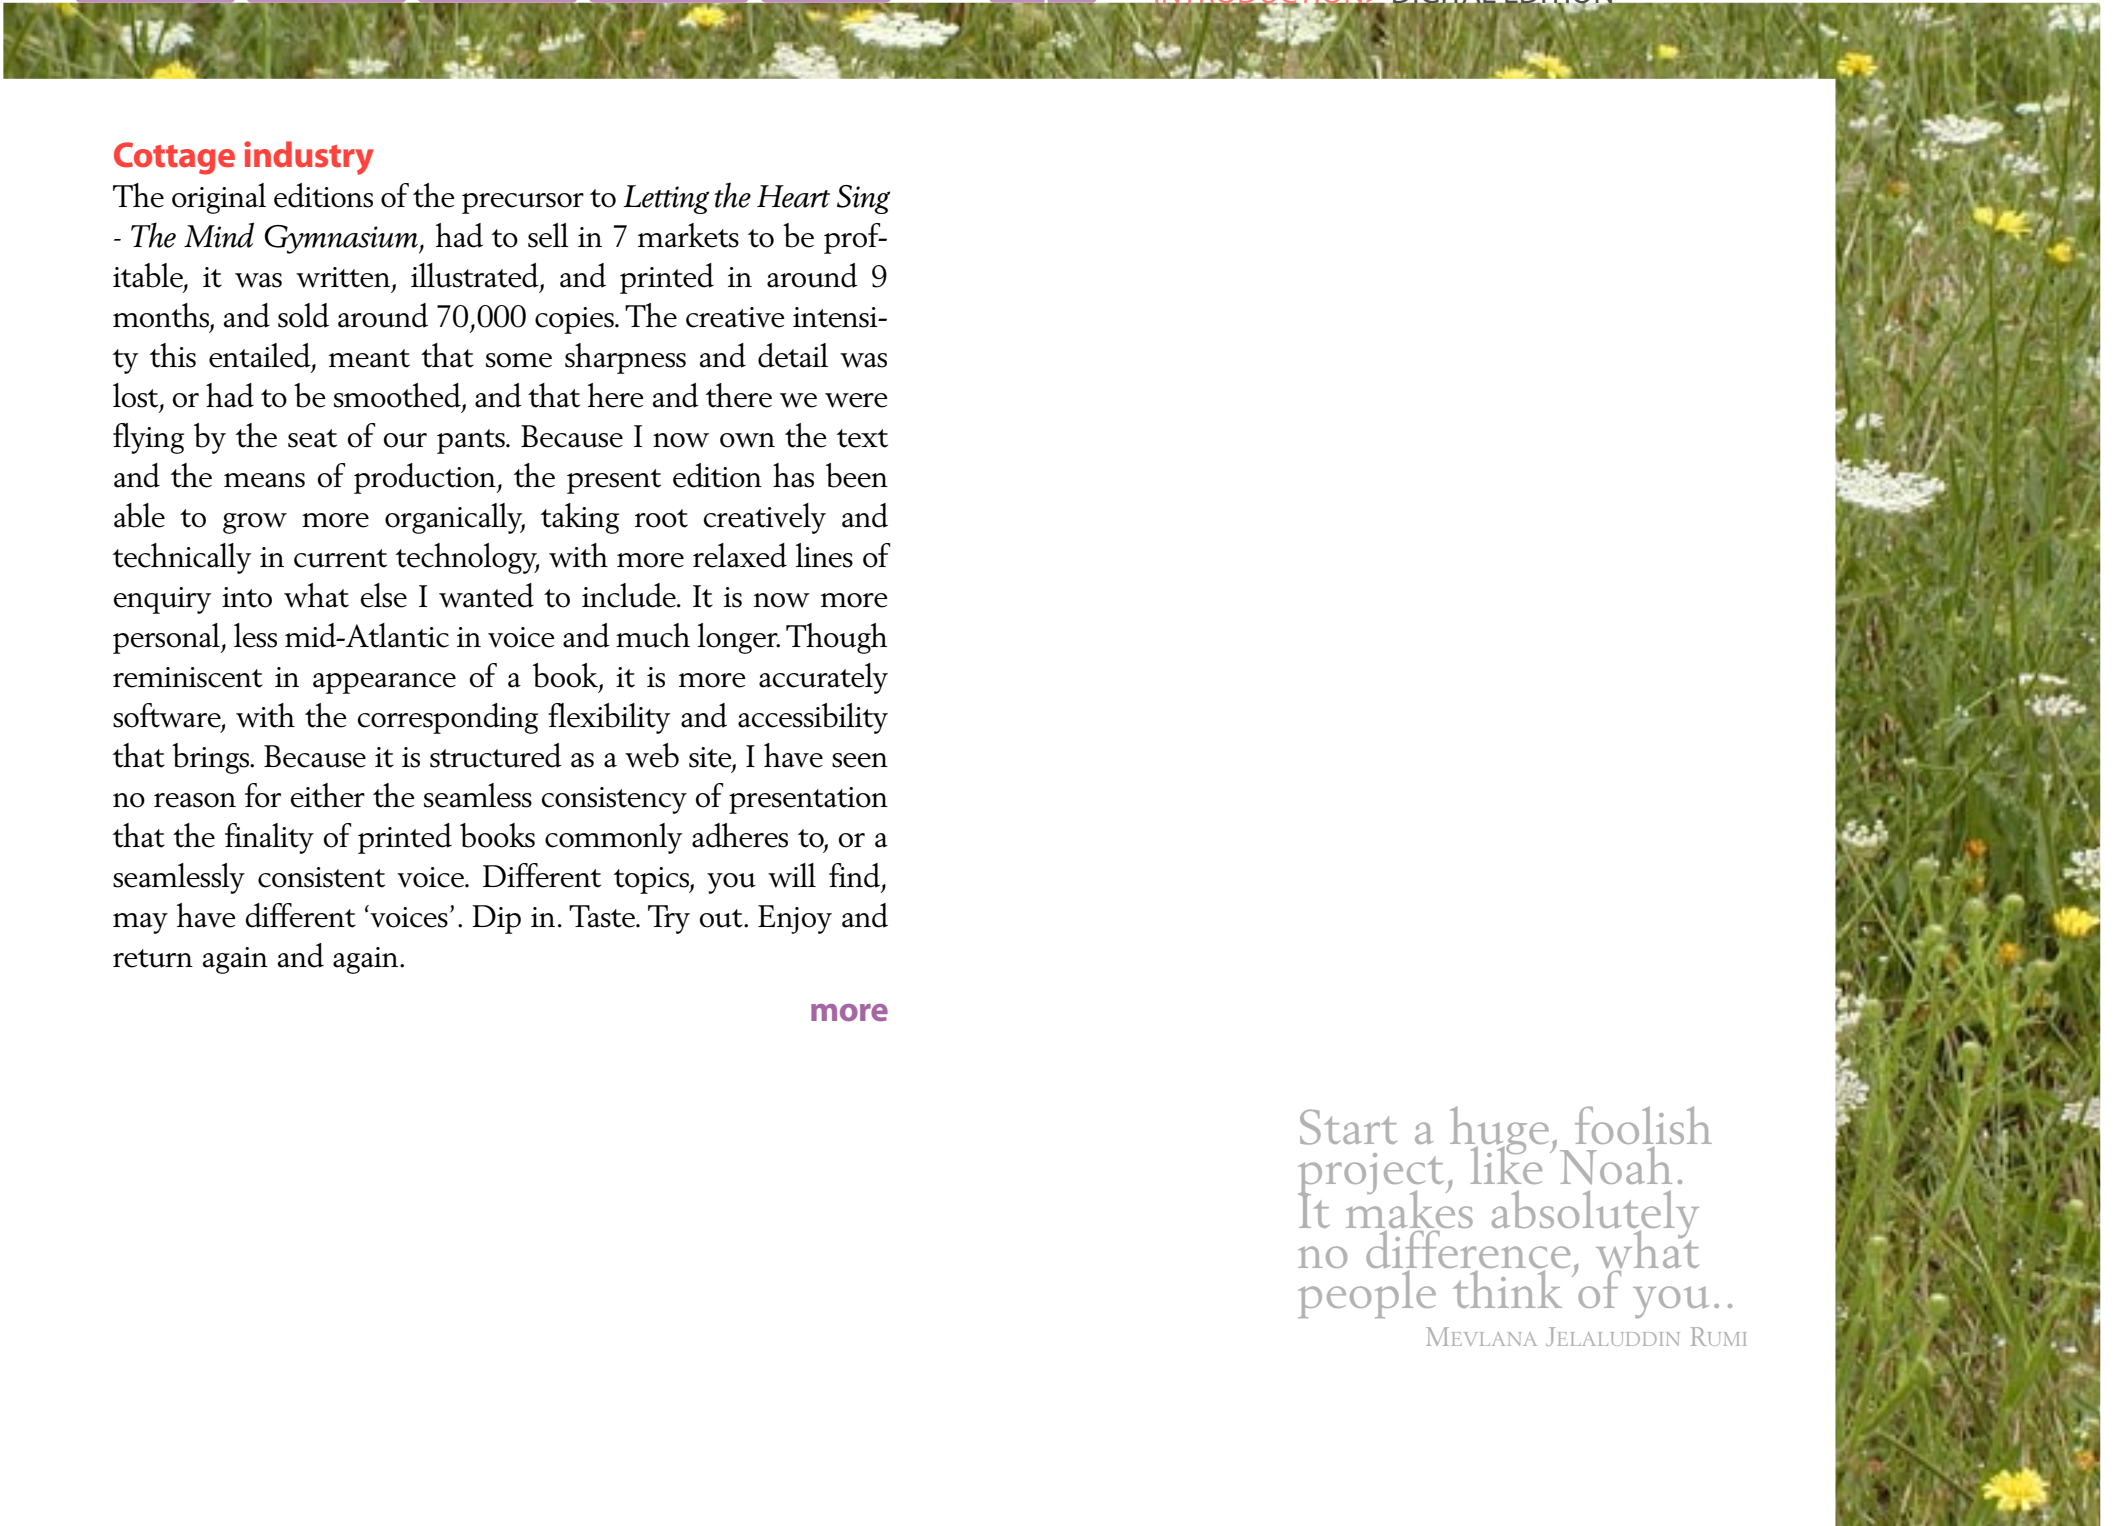 INTRODUCTION> DIGITAL EDITION
Cottage industry
The original editions of the precursor to Letting the Heart Sing
- The Mind Gymnasium, had to sell in 7 markets to be prof-
itable, it was written, illustrated, and printed in around 9
months, and sold around 70,000 copies. The creative intensi-
ty this entailed, meant that some sharpness and detail was
lost, or had to be smoothed, and that here and there we were
flying by the seat of our pants. Because I now own the text
and the means of production, the present edition has been
able to grow more organically, taking root creatively and
technically in current technology, with more relaxed lines of
enquiry into what else I wanted to include. It is now more
personal, less mid-Atlantic in voice and much longer. Though
reminiscent in appearance of a book, it is more accurately
software, with the corresponding flexibility and accessibility
that brings. Because it is structured as a web site, I have seen
no reason for either the seamless consistency of presentation
that the finality of printed books commonly adheres to, or a
seamlessly consistent voice. Different topics, you will find,
may have different ‘voices’. Dip in. Taste. Try out. Enjoy and
return again and again.
more
Start a huge, foolish
project, like Noah.
It makes absolutely
no difference, what
people think of you..
Mevlana Jelaluddin Rumi